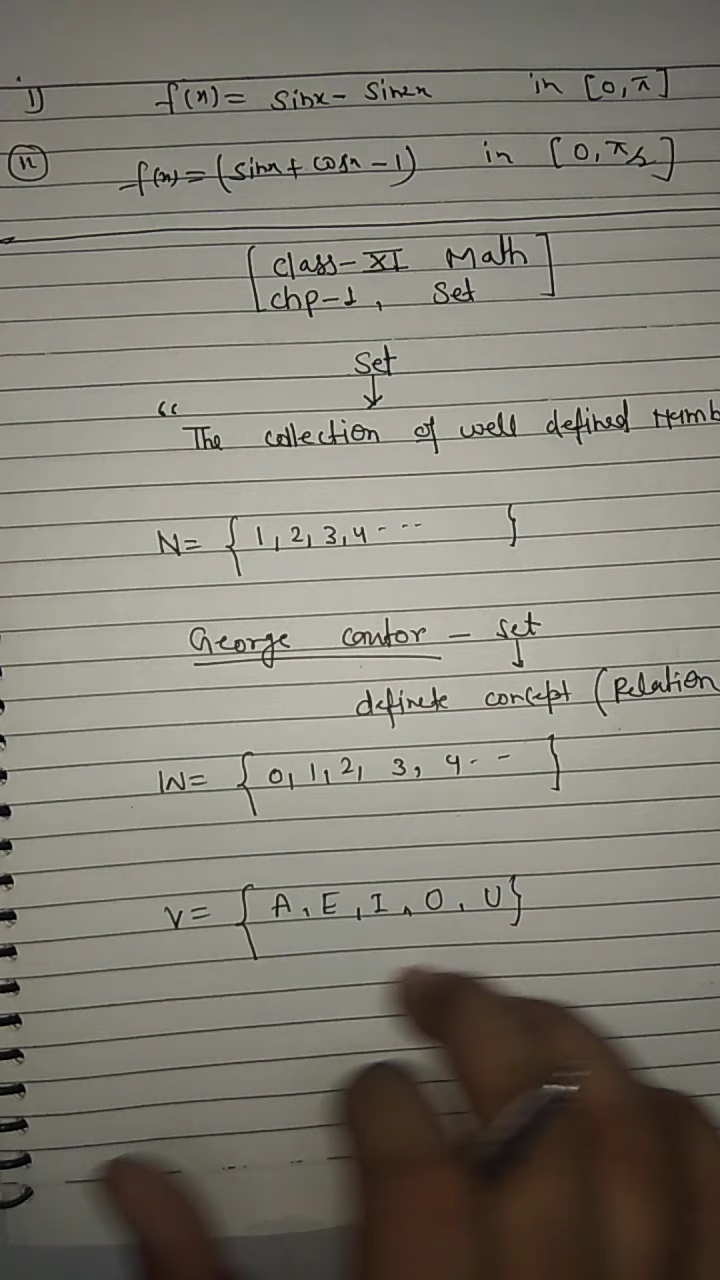 i) f(x) = sinx - sin2x in [0, π]
(ii) f(x) = (sinx + cosx - 1) in [0, π/2]
[class-XI Math
chp-1, Set]
Set
↓
"The collection of well defined
N= {1, 2, 3, 4 - - - }
George cantor - set
↓
definete concept (Relation
W= {0, 1, 2, 3, 4 - - }
V= {A, E, I, O, U}